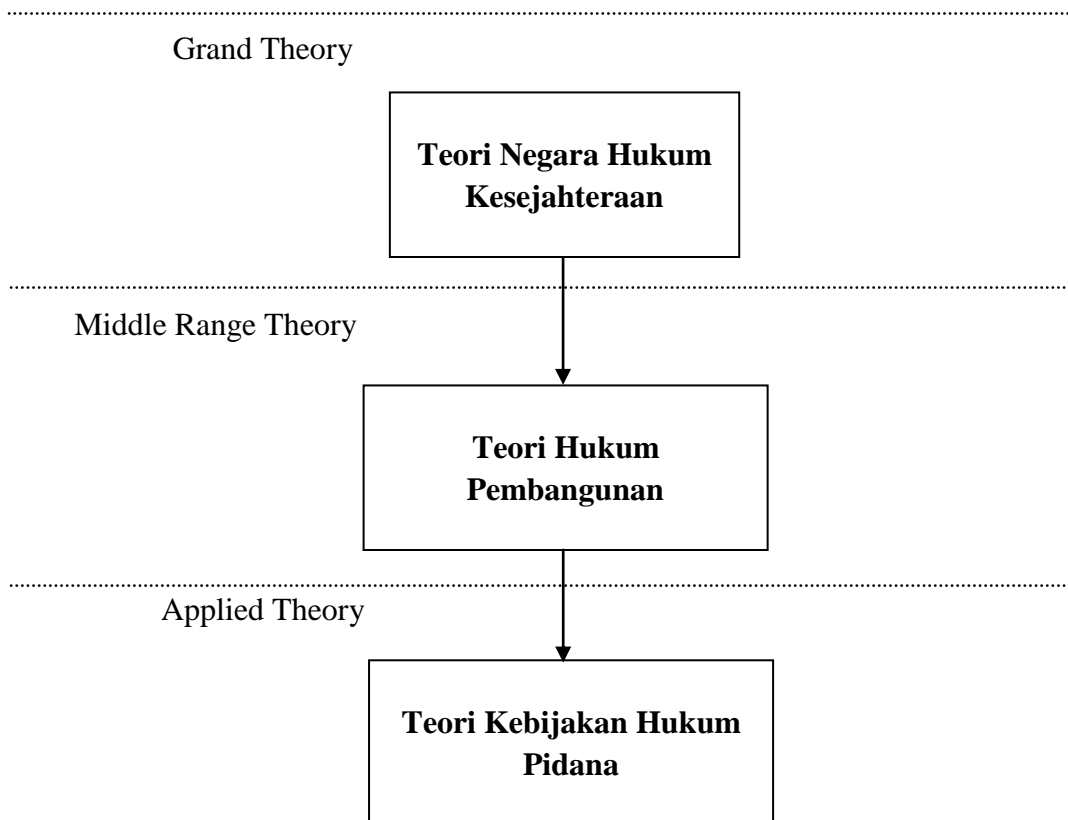 Grand Theory
Teori Negara Hukum
Kesejahteraan
Middle Range Theory
Teori Hukum
Pembangunan
Applied Theory
Teori Kebijakan Hukum
Pidana